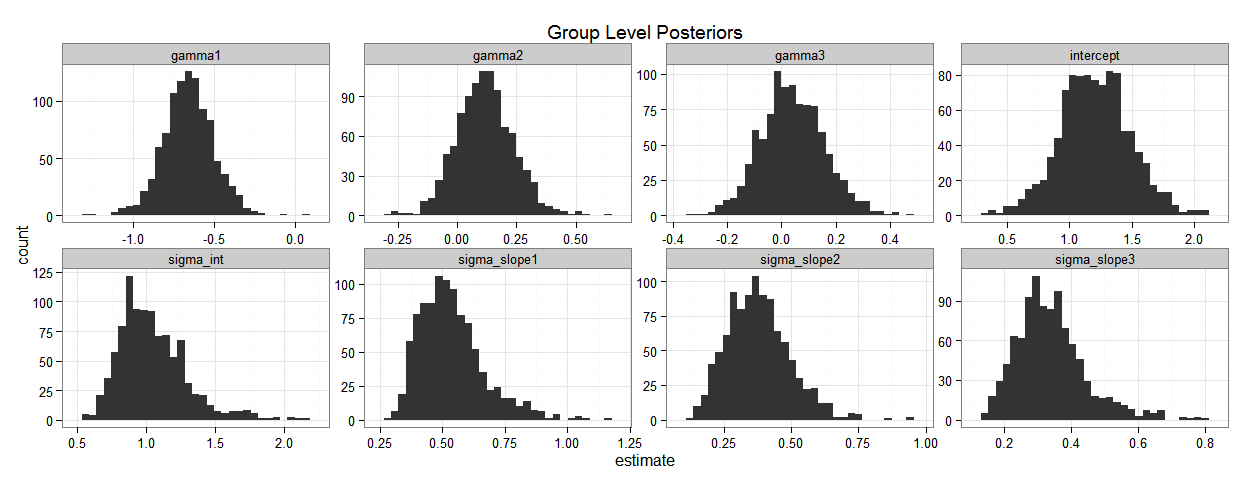 Group Level Posteriors
gamma1 gamma2 gamma3 intercept
100 50 0
90 60 30 0
100 75 50 25 0
80 60 40 20 0
-1.0 -0.5 0.0
-0.25 0.00 0.25 0.50
-0.4 -0.2 0.0 0.2 0.4
0.5 1.0 1.5 2.0
count
sigma_int sigma_slope1 sigma_slope2 sigma_slope3
125 100 75 50 25 0
100 75 50 25 0
100 75 50 25 0
90 60 30 0
0.5 1.0 1.5 2.0
0.25 0.50 0.75 1.00 1.25
0.25 0.50 0.75 1.00
0.2 0.4 0.6 0.8
estimate